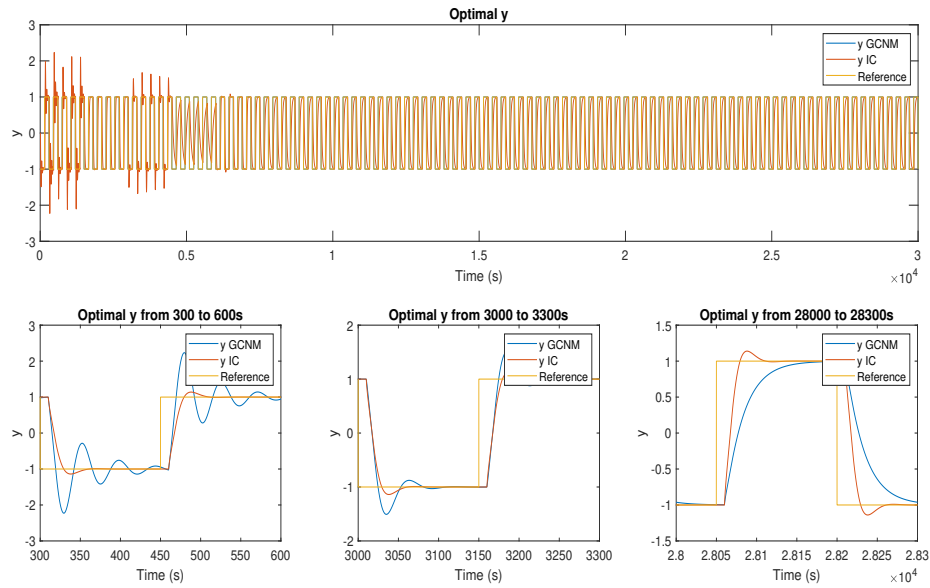 Optimal y
3
2
1
0
-1
-2
-3
y
y GCNM
y IC
Reference
0 0.5 1 1.5 2 2.5 3
Time (s)
×10^4
Optimal y from 300 to 600s
3
2
1
0
-1
-2
-3
y
y GCNM
y IC
Reference
300 350 400 450 500 550 600
Time (s)
Optimal y from 3000 to 3300s
2
1
0
-1
-2
y
y GCNM
y IC
Reference
3000 3050 3100 3150 3200 3250 3300
Time (s)
Optimal y from 28000 to 28300s
1.5
1
0.5
0
-0.5
-1
-1.5
y
y GCNM
y IC
Reference
2.8 2.805 2.81 2.815 2.82 2.825 2.83
Time (s)
×10^4